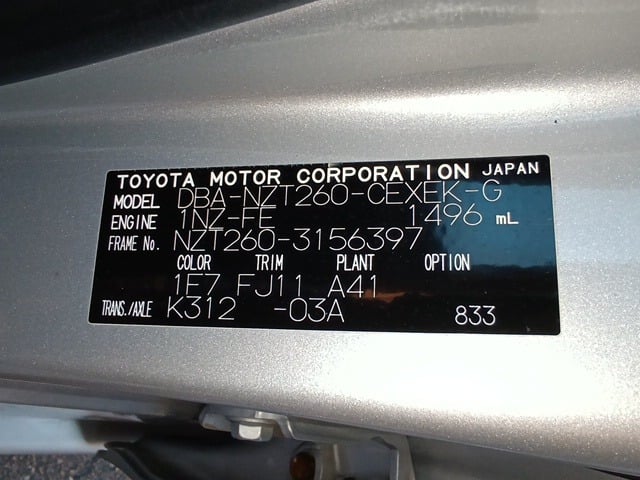 TOYOTA MOTOR CORPORATION JAPAN
MODEL DBA-NZT260-CEXEK-G
ENGINE 1NZ-FE 1496 mL
FRAME No. NZT260-3156397
COLOR TRIM PLANT OPTION
1E7 FJ11 A41
TRANS./AXLE K312 -03A 833